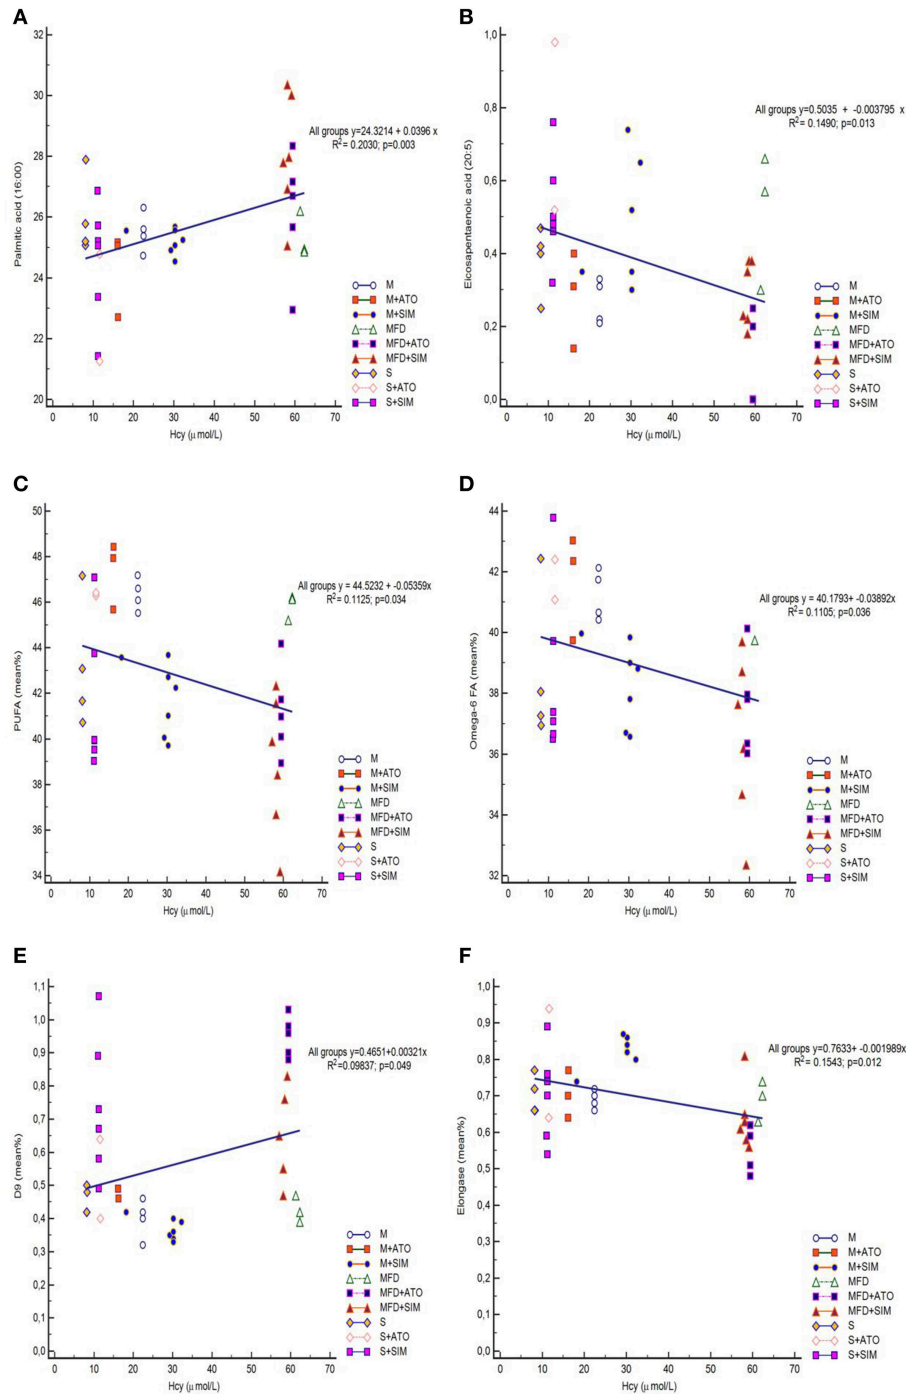 A
32
30
28
26
24
22
20
Palmitic acid (16:00)
All groups y=24.3214 + 0.0396 x
R2= 0.2030; p=0.003
M
M+ATO
M+SIM
MFD
MFD+ATO
MFD+SIM
S
S+ATO
S+SIM
0 10 20 30 40 50 60 70
Hcy (μ mol/L)
B
1,0
0,8
0,6
0,4
0,2
0,0
Eicosapentaenoic acid (20:5)
All groups y=0.5035 + -0.003795 x
R2= 0.1490; p=0.013
M
M+ATO
M+SIM
MFD
MFD+ATO
MFD+SIM
S
S+ATO
S+SIM
0 10 20 30 40 50 60 70
Hcy (μ mol/L)
C
50
48
46
44
42
40
38
36
34
PUFA (mean%)
All groups y = 44.5232 + -0.05359x
R2= 0.1125; p=0.034
M
M+ATO
M+SIM
MFD
MFD+ATO
MFD+SIM
S
S+ATO
S+SIM
0 10 20 30 40 50 60 70
Hcy (μ mol/L)
D
44
42
40
38
36
34
32
Omega-6 FA (mean%)
All groups y = 40.1793+ -0.03892x
R2= 0.1105; p=0.036
M
M+ATO
M+SIM
MFD
MFD+ATO
MFD+SIM
S
S+ATO
S+SIM
0 10 20 30 40 50 60 70
Hcy (μ mol/L)
E
1,1
1,0
0,9
0,8
0,7
0,6
0,5
0,4
0,3
0,2
0,1
0,0
D9 (mean%)
All groups y=0.4651+0.00321x
R2=0.09837; p=0.049
M
M+ATO
M+SIM
MFD
MFD+ATO
MFD+SIM
S
S+ATO
S+SIM
0 10 20 30 40 50 60 70
Hcy (μ mol/L)
F
1,0
0,9
0,8
0,7
0,6
0,5
0,4
0,3
0,2
0,1
0,0
Elongase (mean%)
All groups y=0.7633+ -0.001989x
R2= 0.1543; p=0.012
M
M+ATO
M+SIM
MFD
MFD+ATO
MFD+SIM
S
S+ATO
S+SIM
0 10 20 30 40 50 60 70
Hcy (μ mol/L)